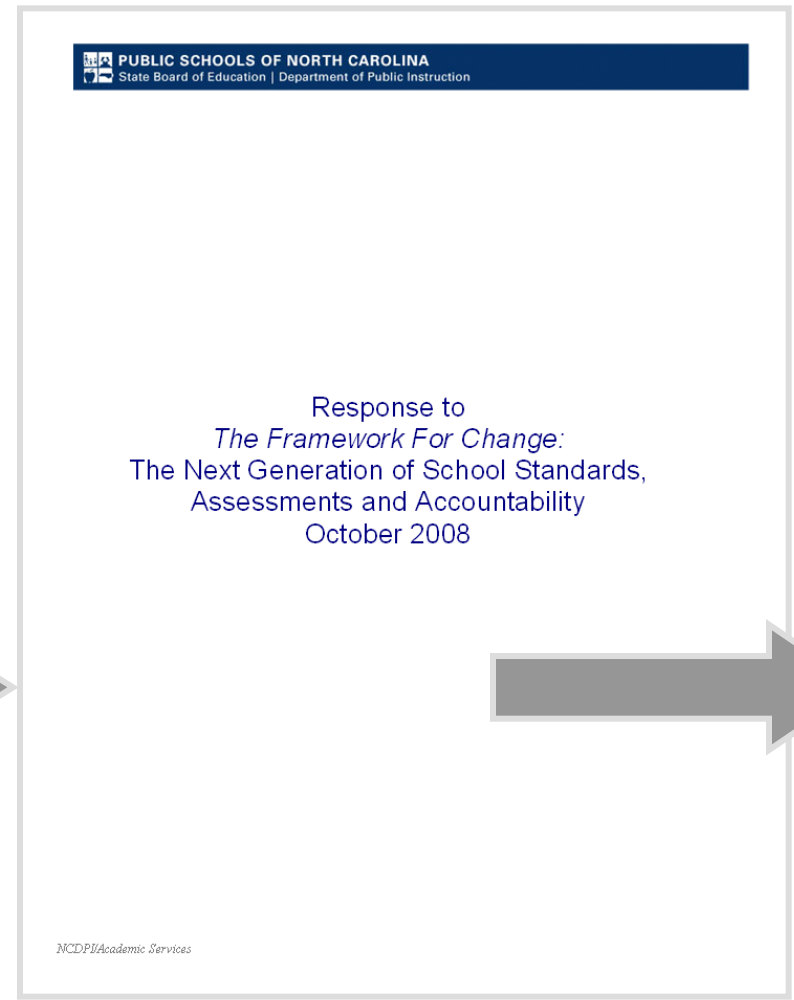 PUBLIC SCHOOLS OF NORTH CAROLINA
State Board of Education | Department of Public Instruction
Response to
The Framework For Change:
The Next Generation of School Standards,
Assessments and Accountability
October 2008
NCDPI/Academic Services